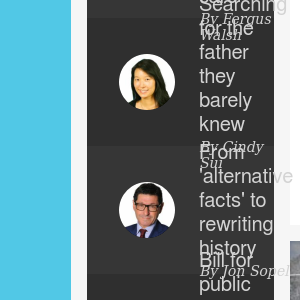 Searching
By Fergus
for the
Walsh
father
they
barely
knew
By Cindy
From
Sui
'alternative
facts' to
rewriting
history
Bill for
By Jon Sopel
public